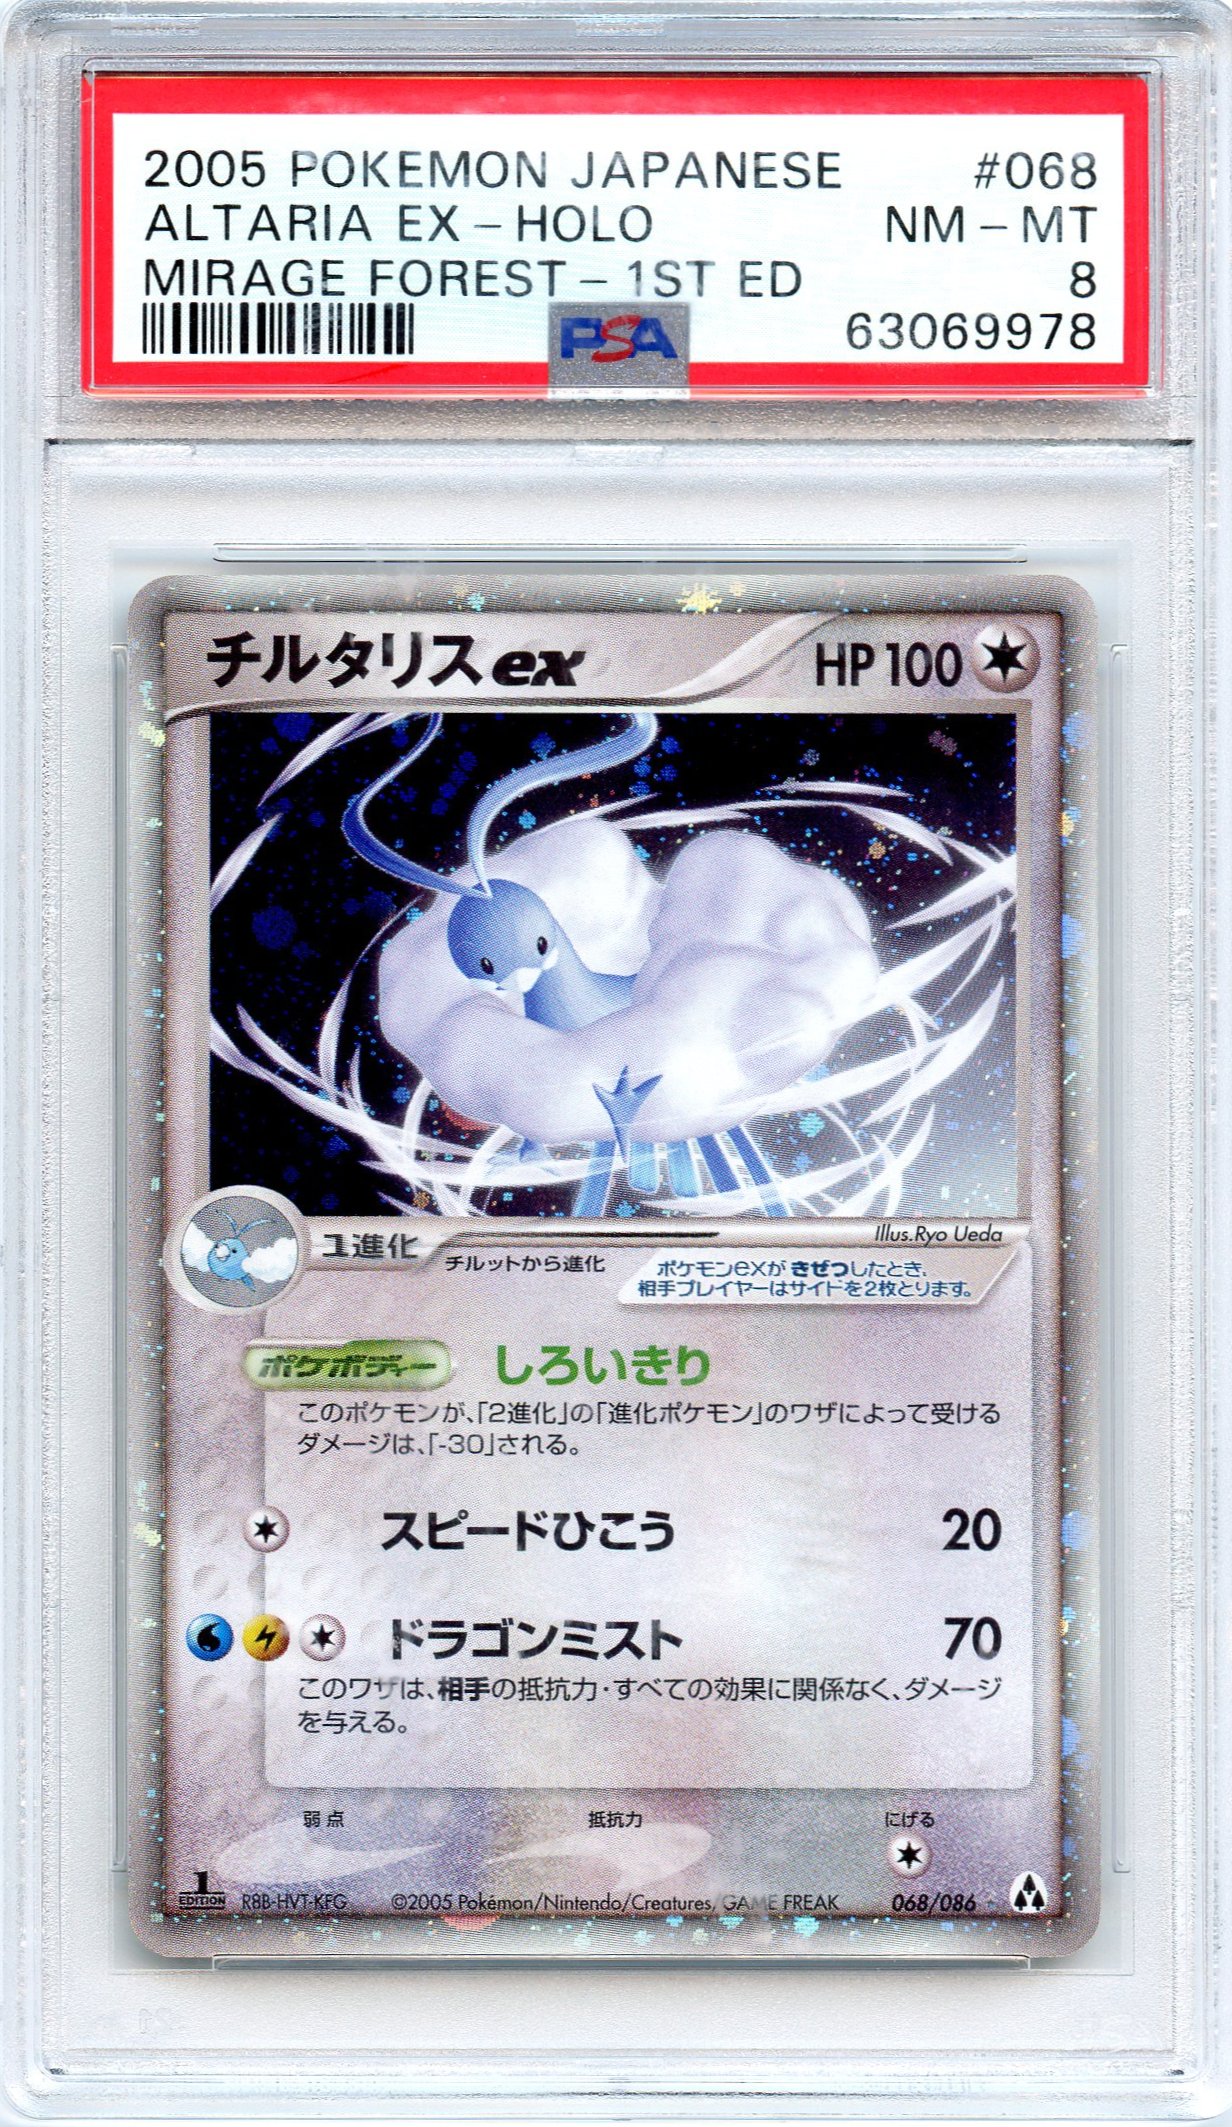 2005 POKEMON JAPANESE #068
ALTARIA EX - HOLO NM - MT
MIRAGE FOREST - 1ST ED 8
PSA 63069978
チルタリスex HP100
Illus.Ryo Ueda
1進化
チルットから進化
ポケモンexが きぜつしたとき、
相手プレイヤーはサイドを2枚とります。
ポケボディー しろいきり
このポケモンが、「2進化」の「進化ポケモン」のワザによって受ける
ダメージは、「-30」される。
スピードひこう 20
ドラゴンミスト 70
このワザは、相手の抵抗力・すべての効果に関係なく、ダメージ
を与える。
弱点 抵抗力 にげる
1
EDITION R8B-HVT-KFG ©2005 Pokémon/Nintendo/Creatures/GAME FREAK 068/086